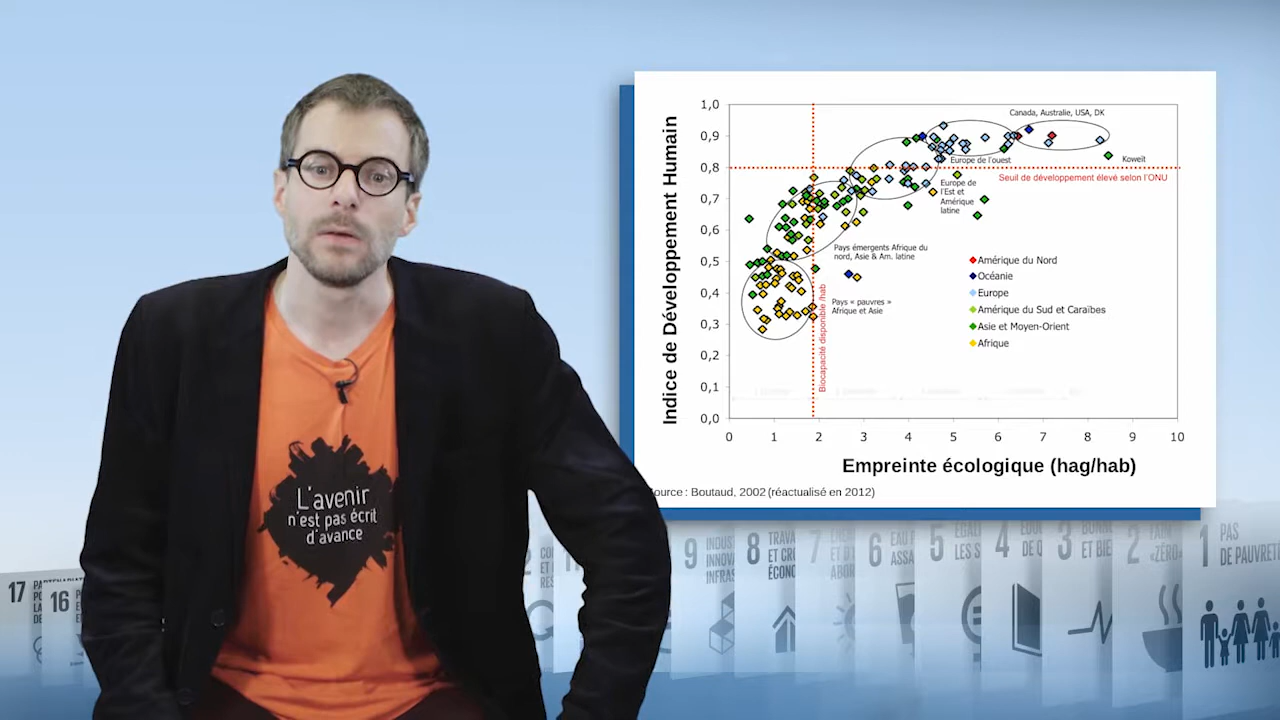 L'avenir
n'est pas écrit
d'avance
Indice de Développement Humain
1,0
0,9
0,8
0,7
0,6
0,5
0,4
0,3
0,2
0,1
0,0
0 1 2 3 4 5 6 7 8 9 10
Canada, Australie, USA, DK
Europe de l'ouest
Koweït
Seuil de développement élevé selon l'ONU
Europe de
l'Est et
Amérique
latine
Pays émergents Afrique du
nord, Asie & Am. latine
Pays « pauvres »
Afrique et Asie
Biocapacité disponible /hab
Amérique du Nord
Océanie
Europe
Amérique du Sud et Caraïbes
Asie et Moyen-Orient
Afrique
Empreinte écologique (hag/hab)
: Boutaud, 2002 (réactualisé en 2012)
17
16
9
8
7
6
5
4
3
2
1 PAS
DE PAUVRETÉ